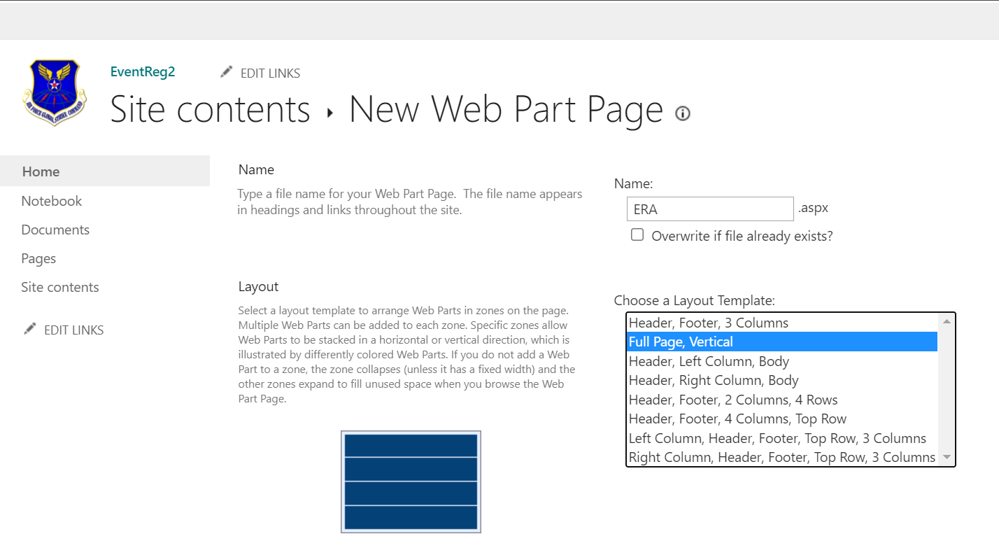 EventReg2
EDIT LINKS
Site contents ▸ New Web Part Page
AIR FORCE GLOBAL STRIKE COMMAND
Home
Notebook
Documents
Pages
Site contents
EDIT LINKS
Name
Type a file name for your Web Part Page.  The file name appears
in headings and links throughout the site.
Name:
ERA .aspx
Overwrite if file already exists?
Layout
Select a layout template to arrange Web Parts in zones on the page.
Multiple Web Parts can be added to each zone. Specific zones allow
Web Parts to be stacked in a horizontal or vertical direction, which is
illustrated by differently colored Web Parts. If you do not add a Web
Part to a zone, the zone collapses (unless it has a fixed width) and the
other zones expand to fill unused space when you browse the Web
Part Page.
Choose a Layout Template:
Header, Footer, 3 Columns
Full Page, Vertical
Header, Left Column, Body
Header, Right Column, Body
Header, Footer, 2 Columns, 4 Rows
Header, Footer, 4 Columns, Top Row
Left Column, Header, Footer, Top Row, 3 Columns
Right Column, Header, Footer, Top Row, 3 Columns